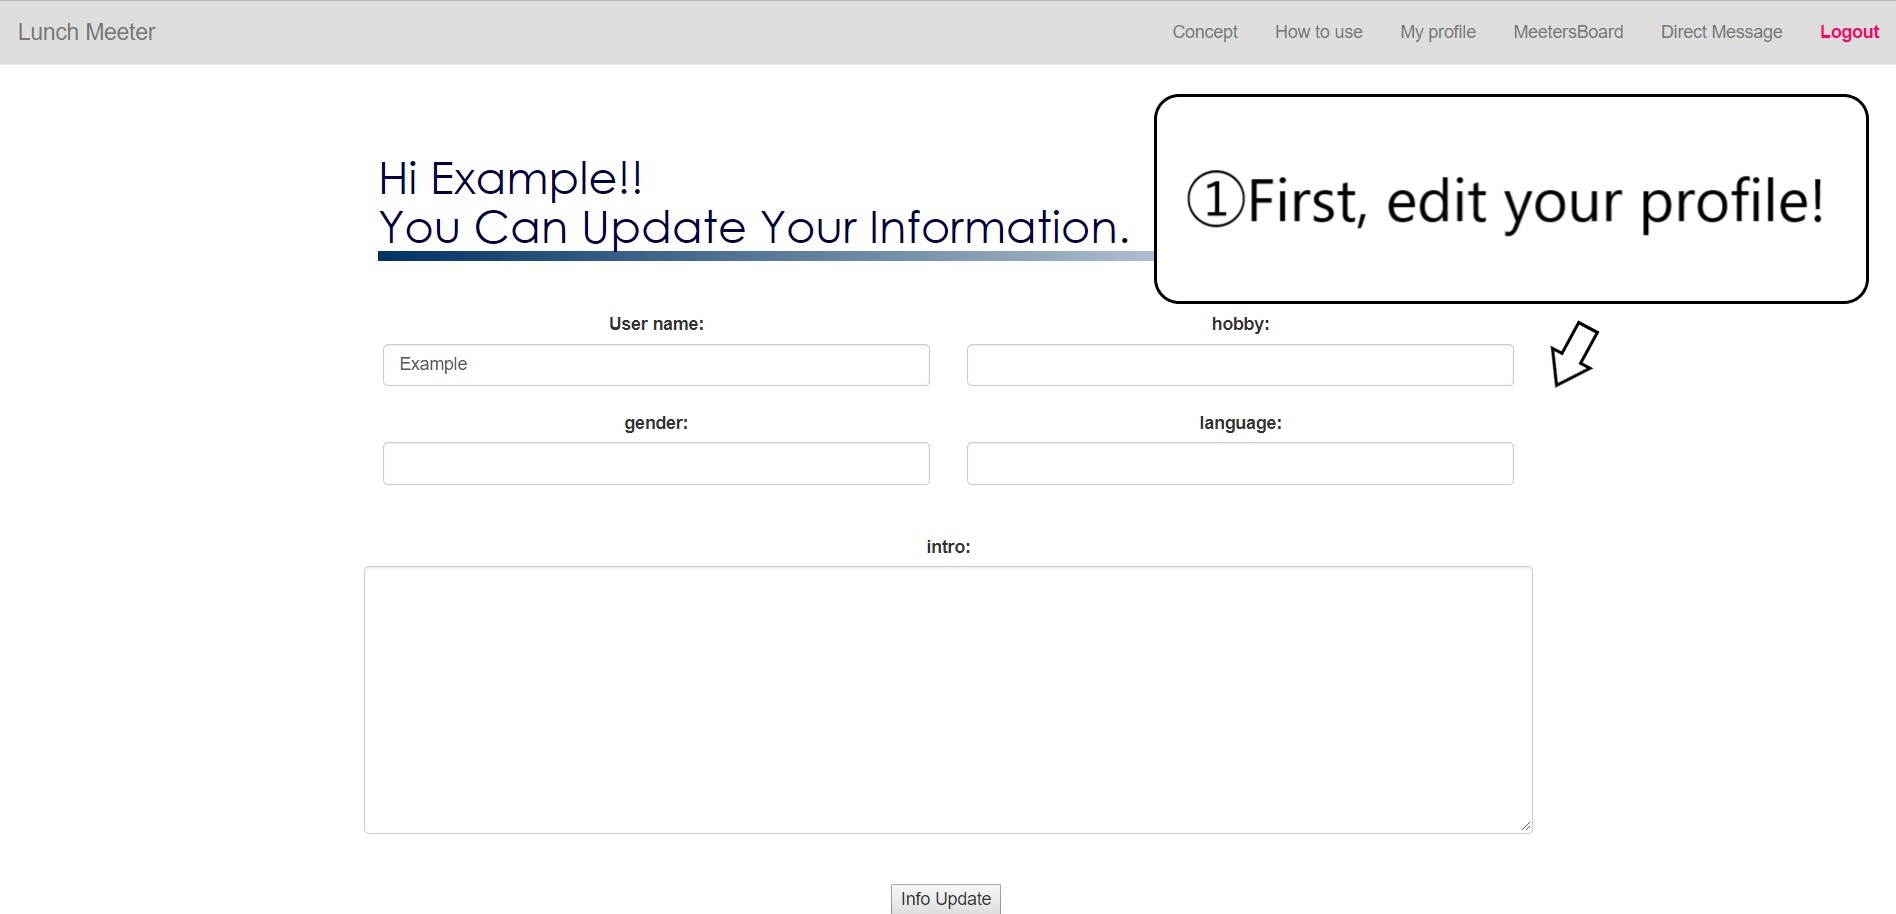 Lunch Meeter
Concept How to use My profile MeetersBoard Direct Message Logout
Hi Example!!
You Can Update Your Information.
①First, edit your profile!
User name: hobby:
Example
gender: language:
intro:
Info Update